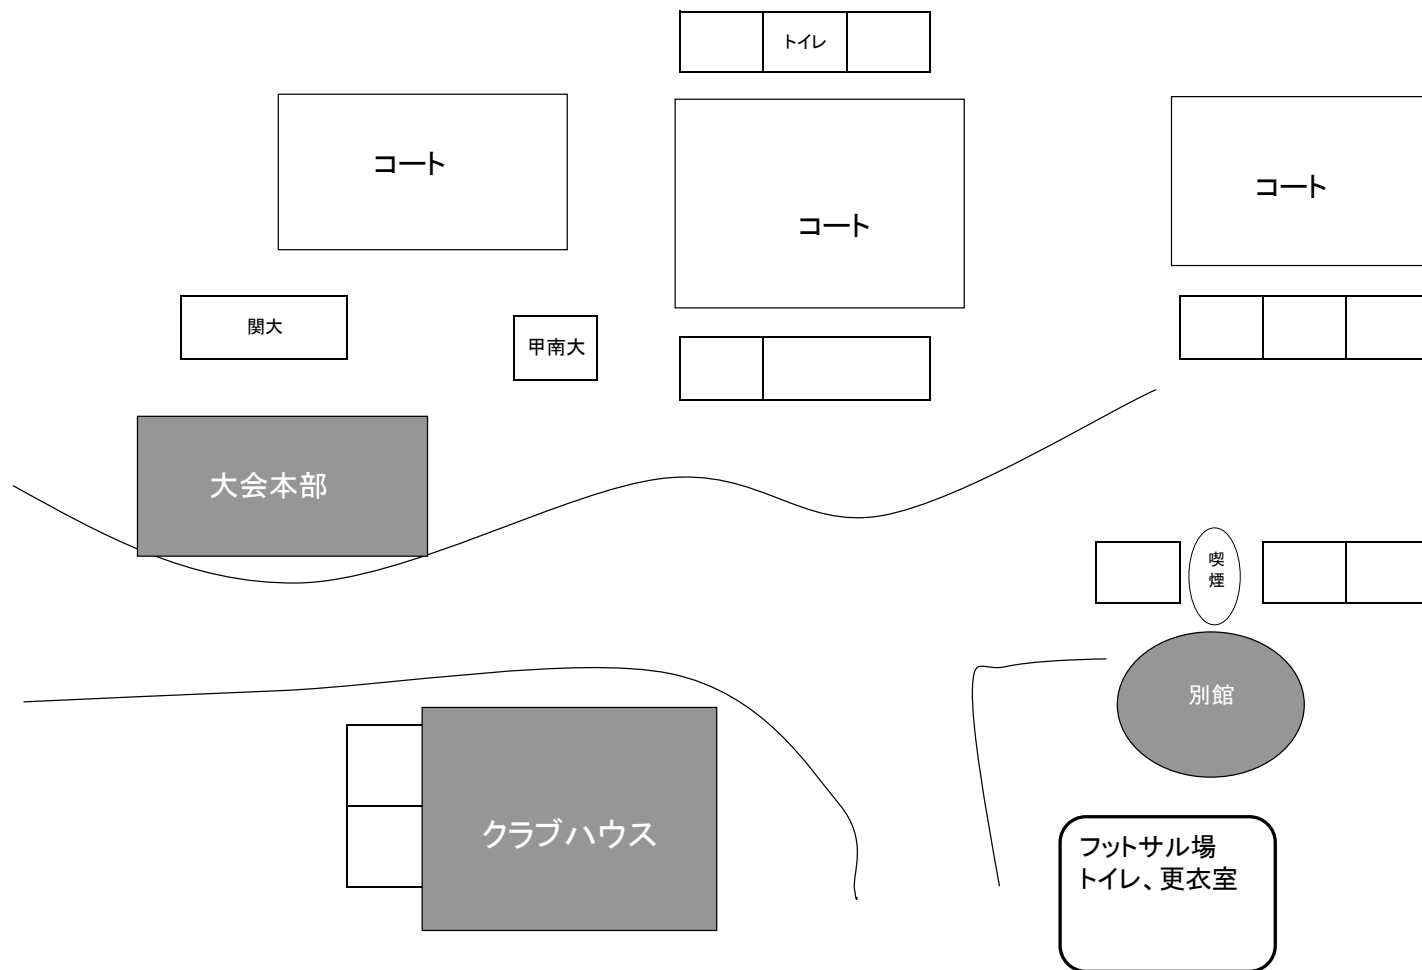 トイレ
コート
コート
コート
関大
甲南大
大会本部
喫
煙
別館
クラブハウス
フットサル場
トイレ、更衣室